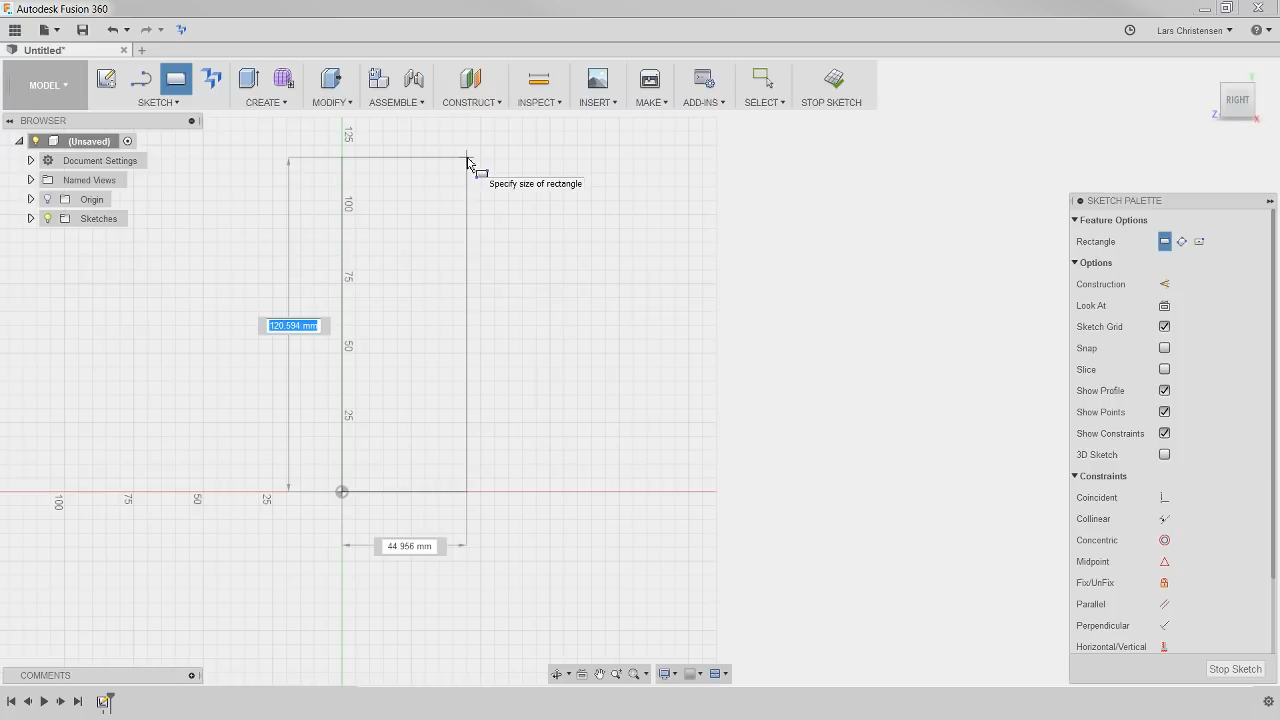 Autodesk Fusion 360
Lars Christensen
Untitled*
MODEL
SKETCH
CREATE
MODIFY
ASSEMBLE
CONSTRUCT
INSPECT
INSERT
MAKE
ADD-INS
SELECT
STOP SKETCH
BROWSER
(Unsaved)
Document Settings
Named Views
Origin
Sketches
RIGHT
Y
Z
X
125
100
75
50
25
100
75
50
25
Specify size of rectangle
120.594 mm
44.956 mm
SKETCH PALETTE
Feature Options
Rectangle
Options
Construction
Look At
Sketch Grid
Snap
Slice
Show Profile
Show Points
Show Constraints
3D Sketch
Constraints
Coincident
Collinear
Concentric
Midpoint
Fix/UnFix
Parallel
Perpendicular
Horizontal/Vertical
Stop Sketch
COMMENTS